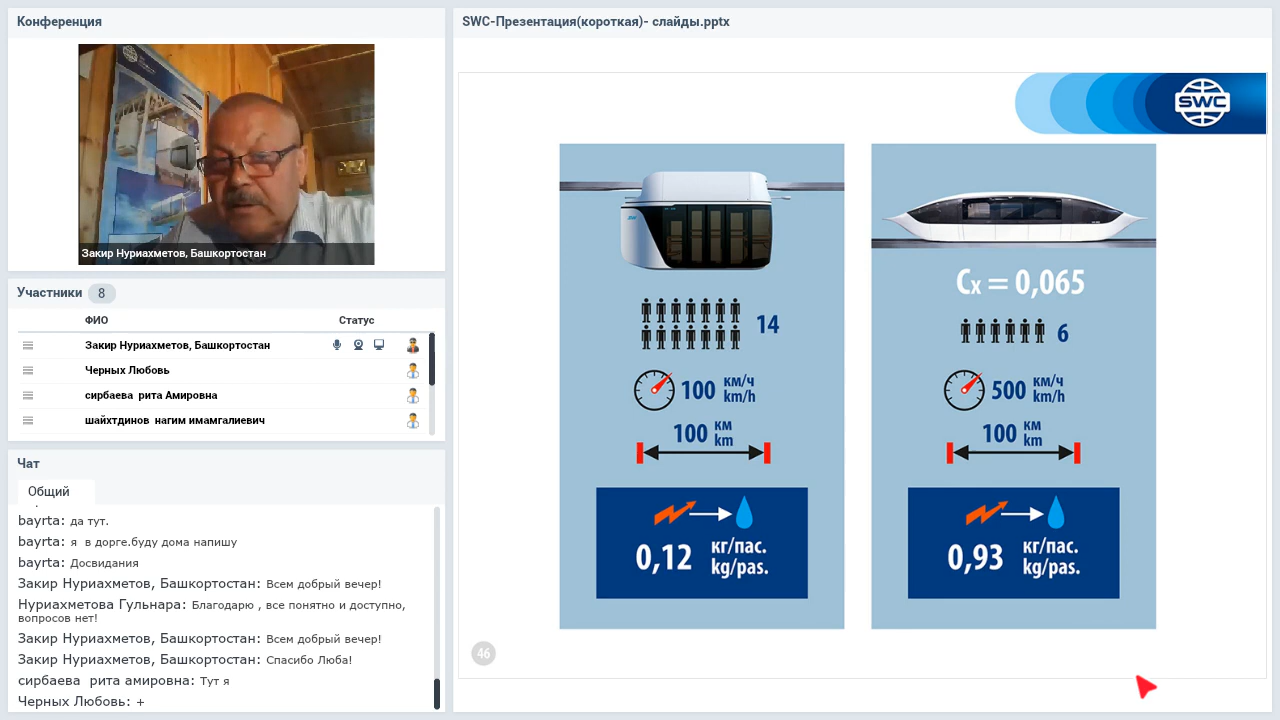 Конференция
Закир Нуриахметов, Башкортостан
Участники 8
ФИО Статус
Закир Нуриахметов, Башкортостан
Черных Любовь
сирбаева рита Амировна
шайхтдинов нагим имамгалиевич
Чат
Общий
bayrta: да тут.
bayrta: я в дорге.буду дома напишу
bayrta: Досвидания
Закир Нуриахметов, Башкортостан: Всем добрый вечер!
Нуриахметова Гульнара: Благодарю , все понятно и доступно,
вопросов нет!
Закир Нуриахметов, Башкортостан: Всем добрый вечер!
Закир Нуриахметов, Башкортостан: Спасибо Люба!
сирбаева рита амировна: Тут я
Черных Любовь: +
SWC-Презентация(короткая)- слайды.pptx
SWC
14
100 км/ч
km/h
100 км
km
0,12 кг/пас.
kg/pas.
Cx = 0,065
6
500 км/ч
km/h
100 км
km
0,93 кг/пас.
kg/pas.
46